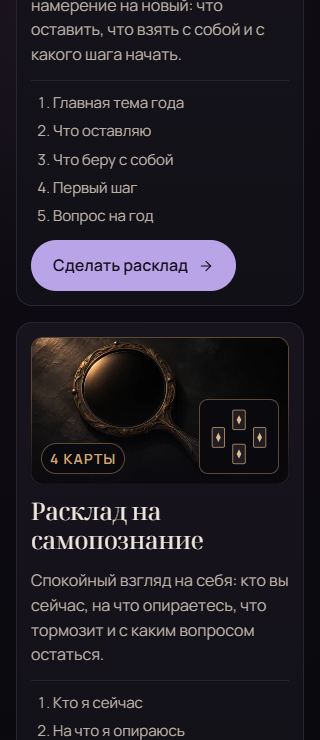 намерение на новый: что
оставить, что взять с собой и с
какого шага начать.
1. Главная тема года
2. Что оставляю
3. Что беру с собой
4. Первый шаг
5. Вопрос на год
Сделать расклад →
4 КАРТЫ
Расклад на
самопознание
Спокойный взгляд на себя: кто вы
сейчас, на что опираетесь, что
тормозит и с каким вопросом
остаться.
1. Кто я сейчас
2. На что я опираюсь